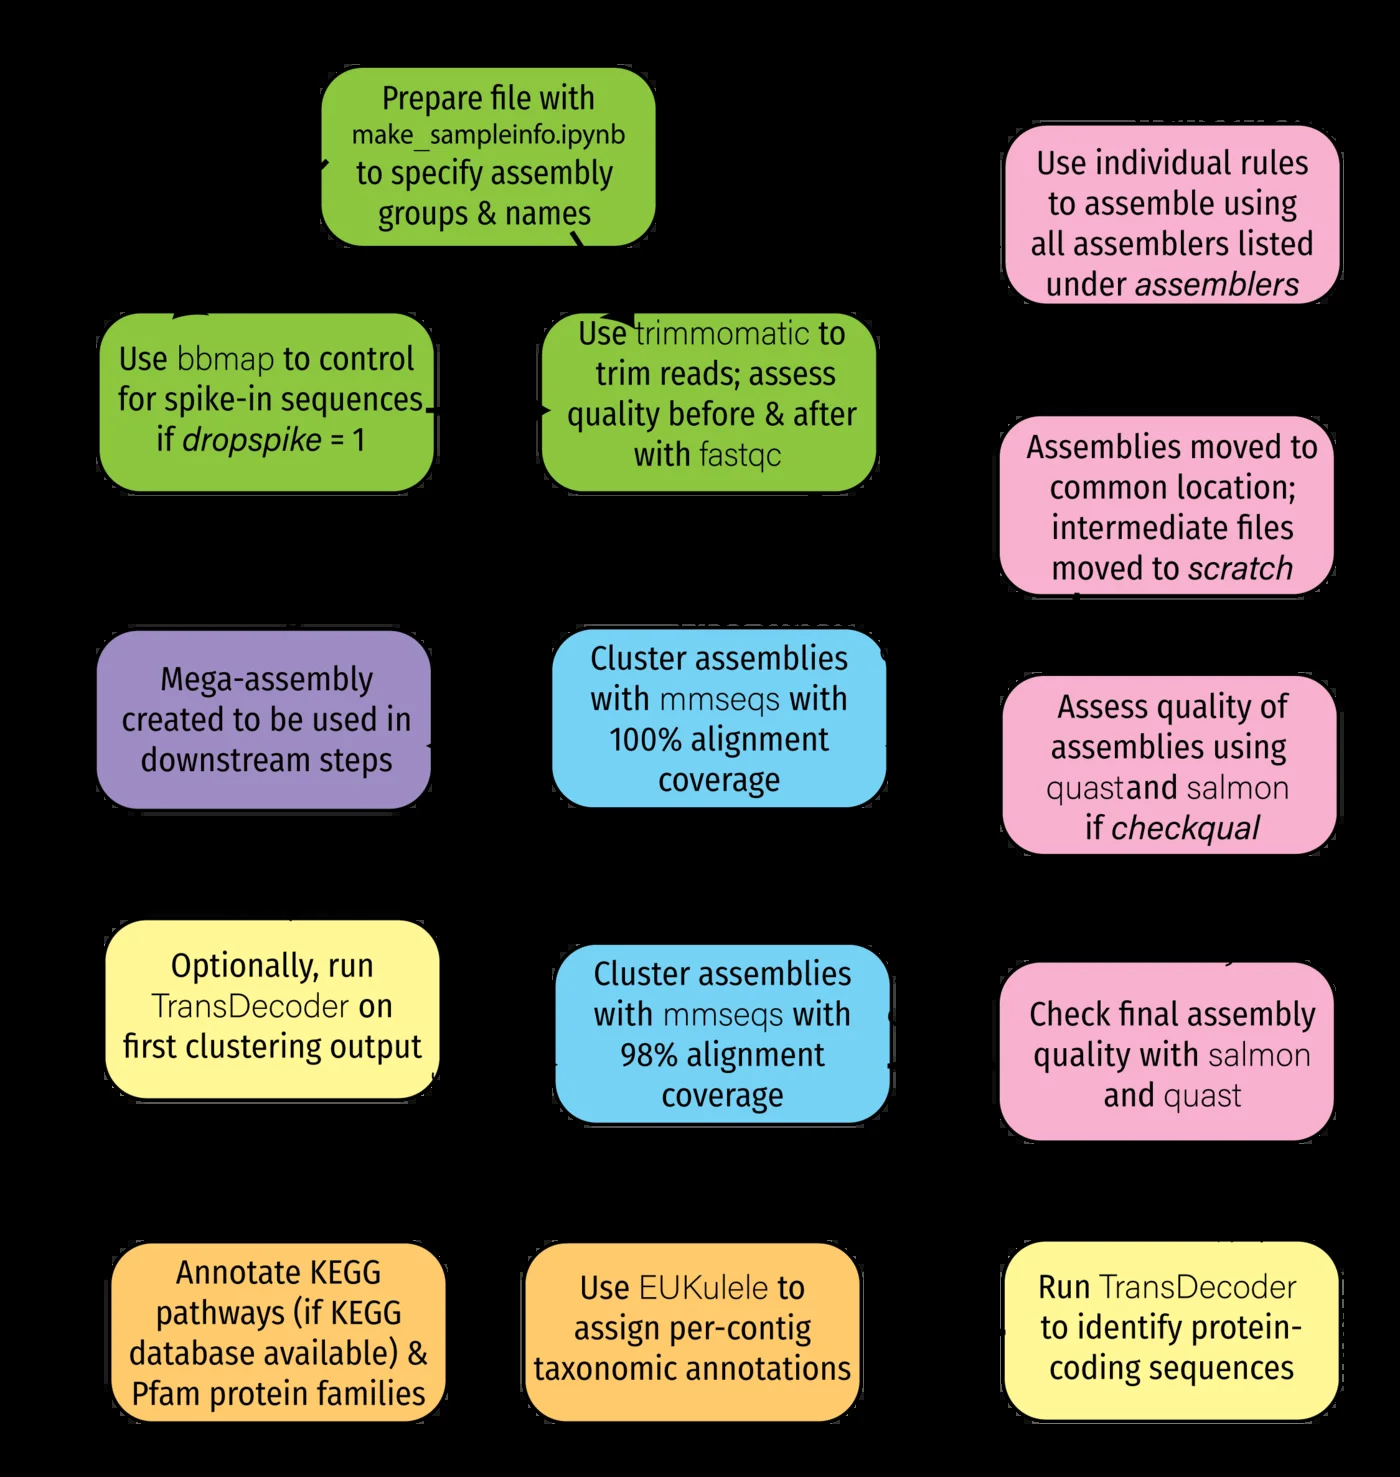 Prepare file with
make_sampleinfo.ipynb
to specify assembly
groups & names
Use bbmap to control
for spike-in sequences
if dropspike = 1
Use trimmomatic to
trim reads; assess
quality before & after
with fastqc
Use individual rules
to assemble using
all assemblers listed
under assemblers
Assemblies moved to
common location;
intermediate files
moved to scratch
Assess quality of
assemblies using
quast and salmon
if checkqual
Cluster assemblies
with mmseqs with
100% alignment
coverage
Mega-assembly
created to be used in
downstream steps
Optionally, run
TransDecoder on
first clustering output
Cluster assemblies
with mmseqs with
98% alignment
coverage
Check final assembly
quality with salmon
and quast
Run TransDecoder
to identify protein-
coding sequences
Use EUKulele to
assign per-contig
taxonomic annotations
Annotate KEGG
pathways (if KEGG
database available) &
Pfam protein families